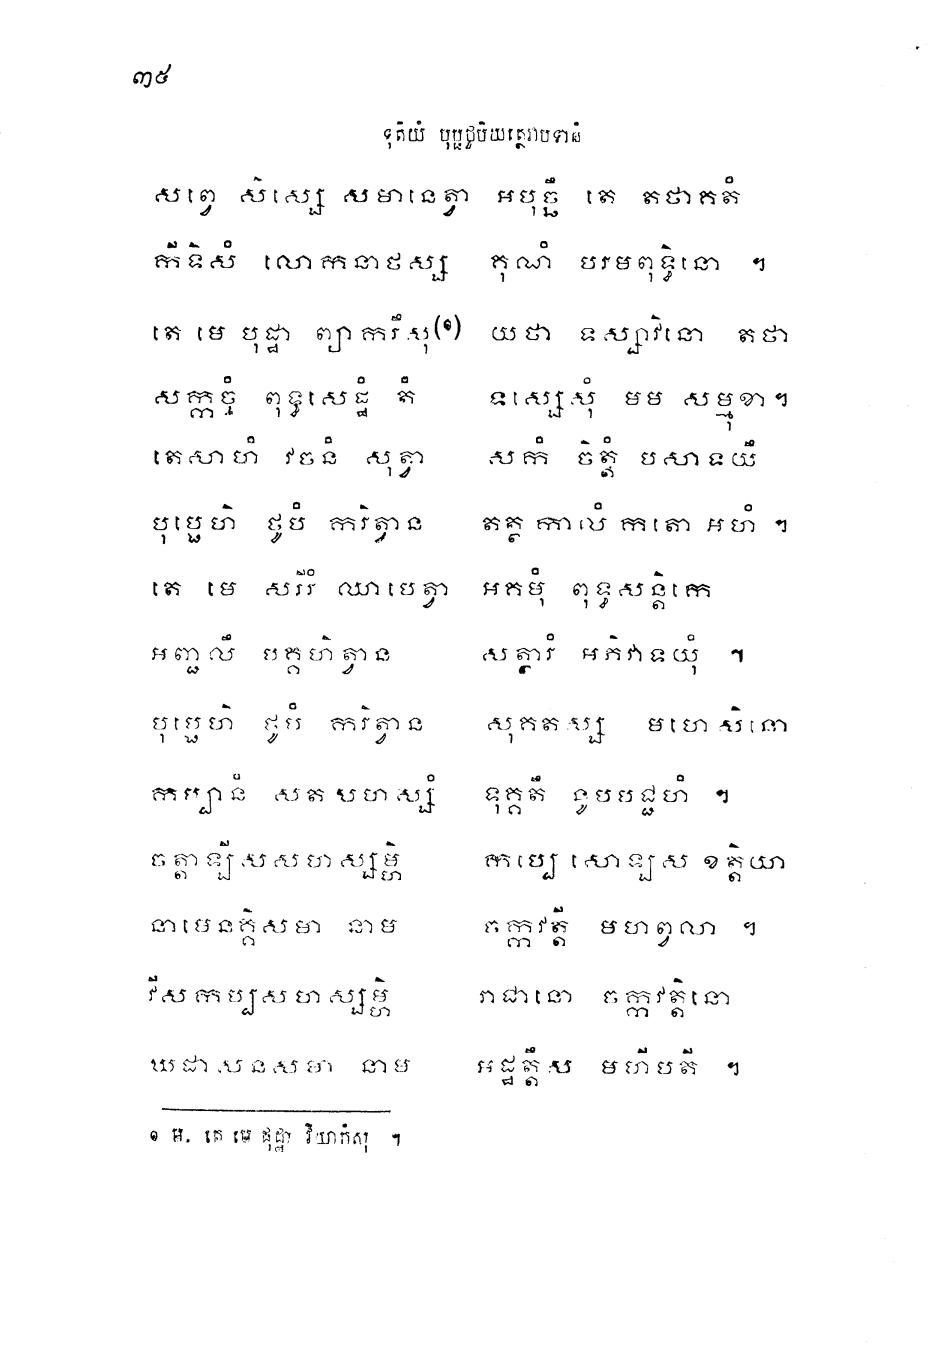 ៣៥
ទុតិយំ បុប្ផថូបិយត្ថេរាបទានំ
សព្វេ សិស្សេ សមានេត្វា អបុច្ឆឹ តេ តថាគតំ
កីទិសំ លោកនាថស្ស គុណំ បរមពុទ្ធិនោ ។
តេ មេ បុដ្ឋា ព្យាករឹសុ(១) យថា ទស្សាវិនោ តថា
សក្កច្ចំ ពុទ្ធសេដ្ឋំ តំ ទស្សេសុំ មម សម្មុខា។
តេសាហំ វចនំ សុត្វា សកំ ចិត្តំ បសាទយឹ
បុប្ផេហិ ថូបំ ករិត្វាន តត្ថ កាលំ កតោ អហំ ។
តេ មេ សរីរំ ឈាបេត្វា អគមុំ ពុទ្ធសន្តិកេ
អញ្ជលឹ បគ្គហិត្វាន សត្ថារំ អភិវាទយុំ ។
បុប្ផេហិ ថូបំ ករិត្វាន សុគតស្ស មហេសិនោ
កប្បានំ សតសហស្សំ ទុគ្គតឹ នូបបជ្ជហំ ។
ចត្តាឡីសសហស្សម្ហិ កប្បេ សោឡស ខត្តិយា
នាមេនគ្គិសមា នាម ចក្កវត្តី មហព្វលា ។
វីសកប្បសហស្សម្ហិ រាជានោ ចក្កវត្តិនោ
ឃដាសនសមា នាម អដ្ឋត្តឹស មហីបតី ។
១ ម. តេ មេ បុដ្ឋា វិយាកំសុ ។